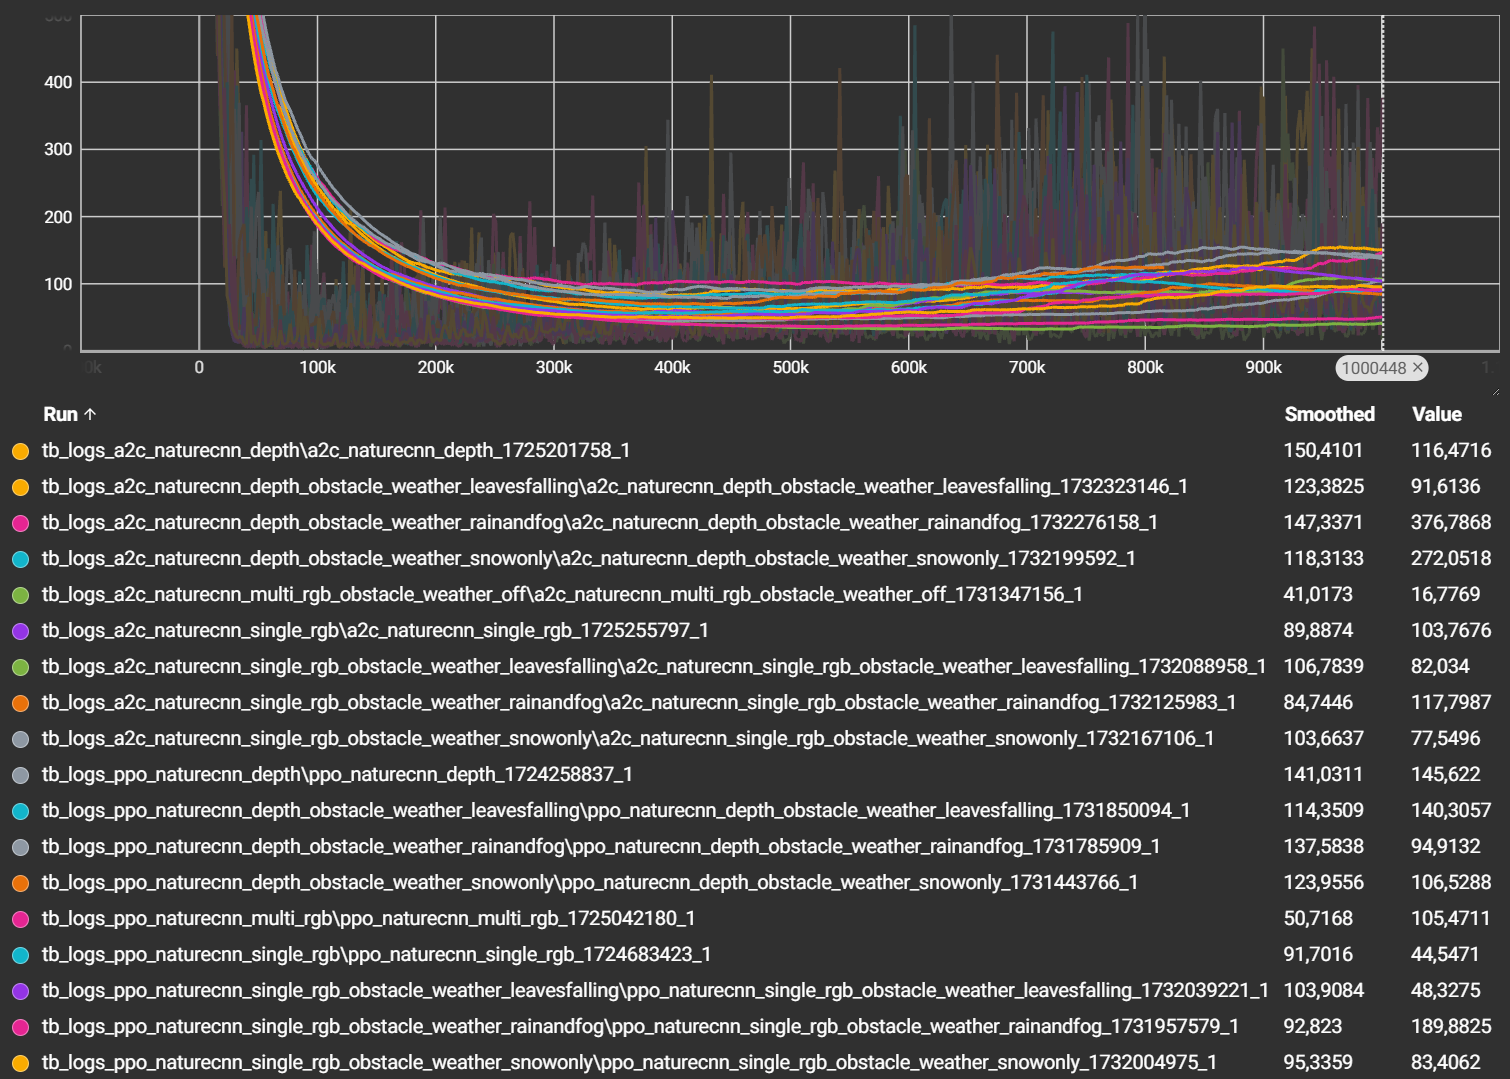 500
400
300
200
100
0
0k 0 100k 200k 300k 400k 500k 600k 700k 800k 900k 1000448 × 1.
Run ↑ Smoothed Value
tb_logs_a2c_naturecnn_depth\a2c_naturecnn_depth_1725201758_1 150,4101 116,4716
tb_logs_a2c_naturecnn_depth_obstacle_weather_leavesfalling\a2c_naturecnn_depth_obstacle_weather_leavesfalling_1732323146_1 123,3825 91,6136
tb_logs_a2c_naturecnn_depth_obstacle_weather_rainandfog\a2c_naturecnn_depth_obstacle_weather_rainandfog_1732276158_1 147,3371 376,7868
tb_logs_a2c_naturecnn_depth_obstacle_weather_snowonly\a2c_naturecnn_depth_obstacle_weather_snowonly_1732199592_1 118,3133 272,0518
tb_logs_a2c_naturecnn_multi_rgb_obstacle_weather_off\a2c_naturecnn_multi_rgb_obstacle_weather_off_1731347156_1 41,0173 16,7769
tb_logs_a2c_naturecnn_single_rgb\a2c_naturecnn_single_rgb_1725255797_1 89,8874 103,7676
tb_logs_a2c_naturecnn_single_rgb_obstacle_weather_leavesfalling\a2c_naturecnn_single_rgb_obstacle_weather_leavesfalling_1732088958_1 106,7839 82,034
tb_logs_a2c_naturecnn_single_rgb_obstacle_weather_rainandfog\a2c_naturecnn_single_rgb_obstacle_weather_rainandfog_1732125983_1 84,7446 117,7987
tb_logs_a2c_naturecnn_single_rgb_obstacle_weather_snowonly\a2c_naturecnn_single_rgb_obstacle_weather_snowonly_1732167106_1 103,6637 77,5496
tb_logs_ppo_naturecnn_depth\ppo_naturecnn_depth_1724258837_1 141,0311 145,622
tb_logs_ppo_naturecnn_depth_obstacle_weather_leavesfalling\ppo_naturecnn_depth_obstacle_weather_leavesfalling_1731850094_1 114,3509 140,3057
tb_logs_ppo_naturecnn_depth_obstacle_weather_rainandfog\ppo_naturecnn_depth_obstacle_weather_rainandfog_1731785909_1 137,5838 94,9132
tb_logs_ppo_naturecnn_depth_obstacle_weather_snowonly\ppo_naturecnn_depth_obstacle_weather_snowonly_1731443766_1 123,9556 106,5288
tb_logs_ppo_naturecnn_multi_rgb\ppo_naturecnn_multi_rgb_1725042180_1 50,7168 105,4711
tb_logs_ppo_naturecnn_single_rgb\ppo_naturecnn_single_rgb_1724683423_1 91,7016 44,5471
tb_logs_ppo_naturecnn_single_rgb_obstacle_weather_leavesfalling\ppo_naturecnn_single_rgb_obstacle_weather_leavesfalling_1732039221_1 103,9084 48,3275
tb_logs_ppo_naturecnn_single_rgb_obstacle_weather_rainandfog\ppo_naturecnn_single_rgb_obstacle_weather_rainandfog_1731957579_1 92,823 189,8825
tb_logs_ppo_naturecnn_single_rgb_obstacle_weather_snowonly\ppo_naturecnn_single_rgb_obstacle_weather_snowonly_1732004975_1 95,3359 83,4062